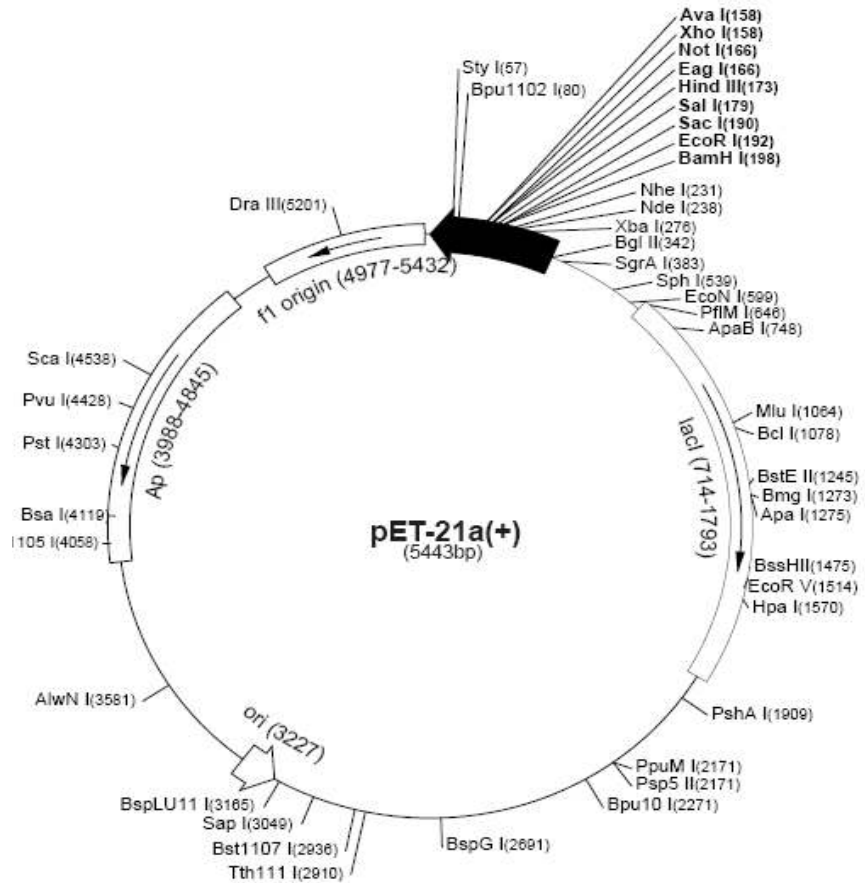 Ava I(158)
Xho I(158)
Not I(166)
Eag I(166)
Hind III(173)
Sal I(179)
Sac I(190)
EcoR I(192)
BamH I(198)
Sty I(57)
Bpu1102 I(80)
Nhe I(231)
Nde I(238)
Xba I(276)
Bgl II(342)
SgrA I(383)
Sph I(539)
EcoN I(599)
PflM I(646)
ApaB I(748)
Dra III(5201)
f1 origin (4977-5432)
Sca I(4538)
Pvu I(4428)
Pst I(4303)
Bsa I(4119)
1105 I(4058)
Ap (3988-4845)
lacI (714-1793)
Mlu I(1064)
Bcl I(1078)
BstE II(1245)
Bmg I(1273)
Apa I(1275)
BssHII(1475)
EcoR V(1514)
Hpa I(1570)
pET-21a(+)
(5443bp)
AlwN I(3581)
ori (3227)
PshA I(1909)
PpuM I(2171)
Psp5 II(2171)
Bpu10 I(2271)
BspLU11 I(3165)
Sap I(3049)
Bst1107 I(2936)
Tth111 I(2910)
BspG I(2691)